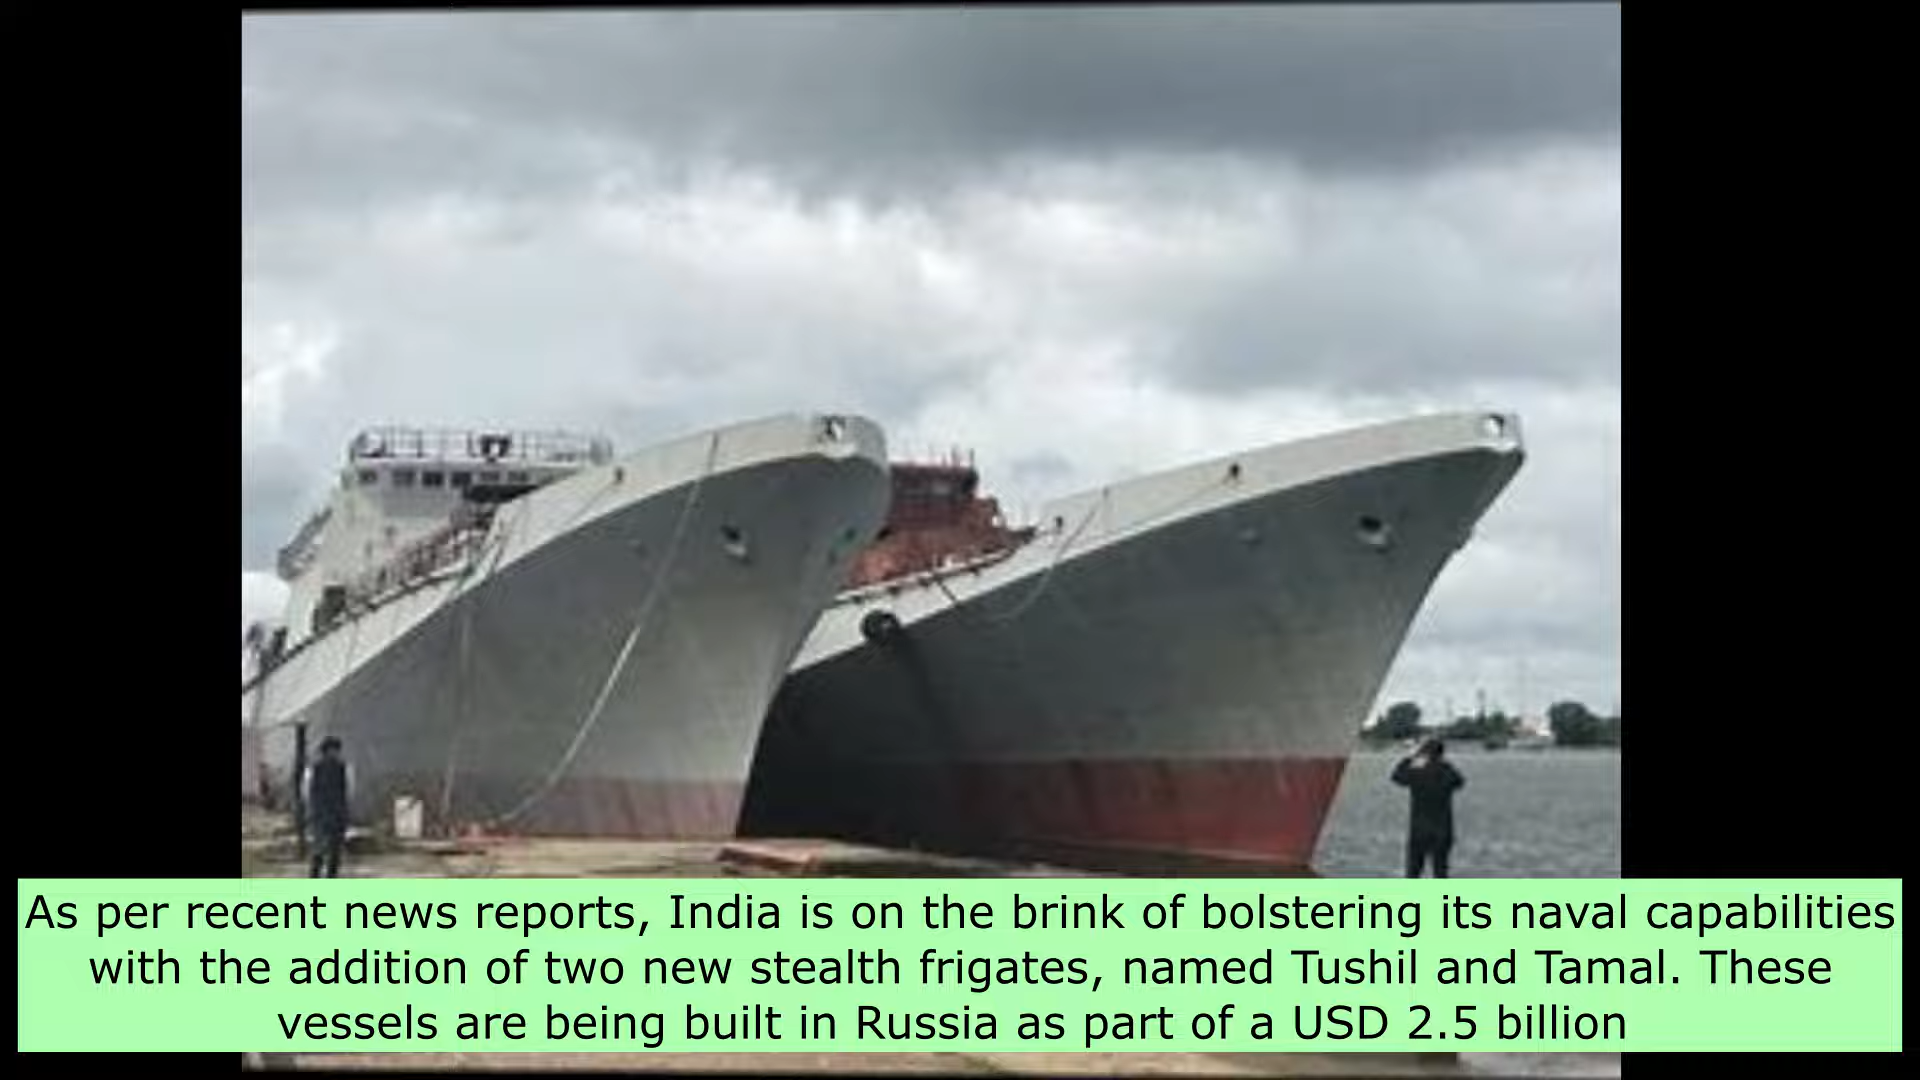 As per recent news reports, India is on the brink of bolstering its naval capabilities
with the addition of two new stealth frigates, named Tushil and Tamal. These
vessels are being built in Russia as part of a USD 2.5 billion